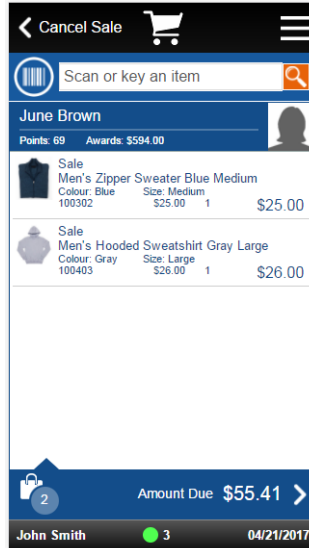 Cancel Sale
Scan or key an item
June Brown
Points: 69 Awards: $594.00
Sale
Men's Zipper Sweater Blue Medium
Colour: Blue Size: Medium
100302 $25.00 1 $25.00
Sale
Men's Hooded Sweatshirt Gray Large
Colour: Gray Size: Large
100403 $26.00 1 $26.00
2 Amount Due $55.41
John Smith 3 04/21/2017